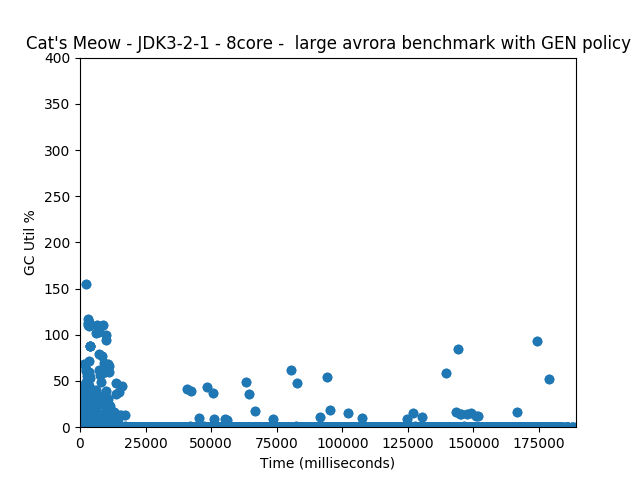 Cat's Meow - JDK3-2-1 - 8core -  large avrora benchmark with GEN policy
400
350
300
250
200
150
100
50
0
GC Util %
0 25000 50000 75000 100000 125000 150000 175000
Time (milliseconds)